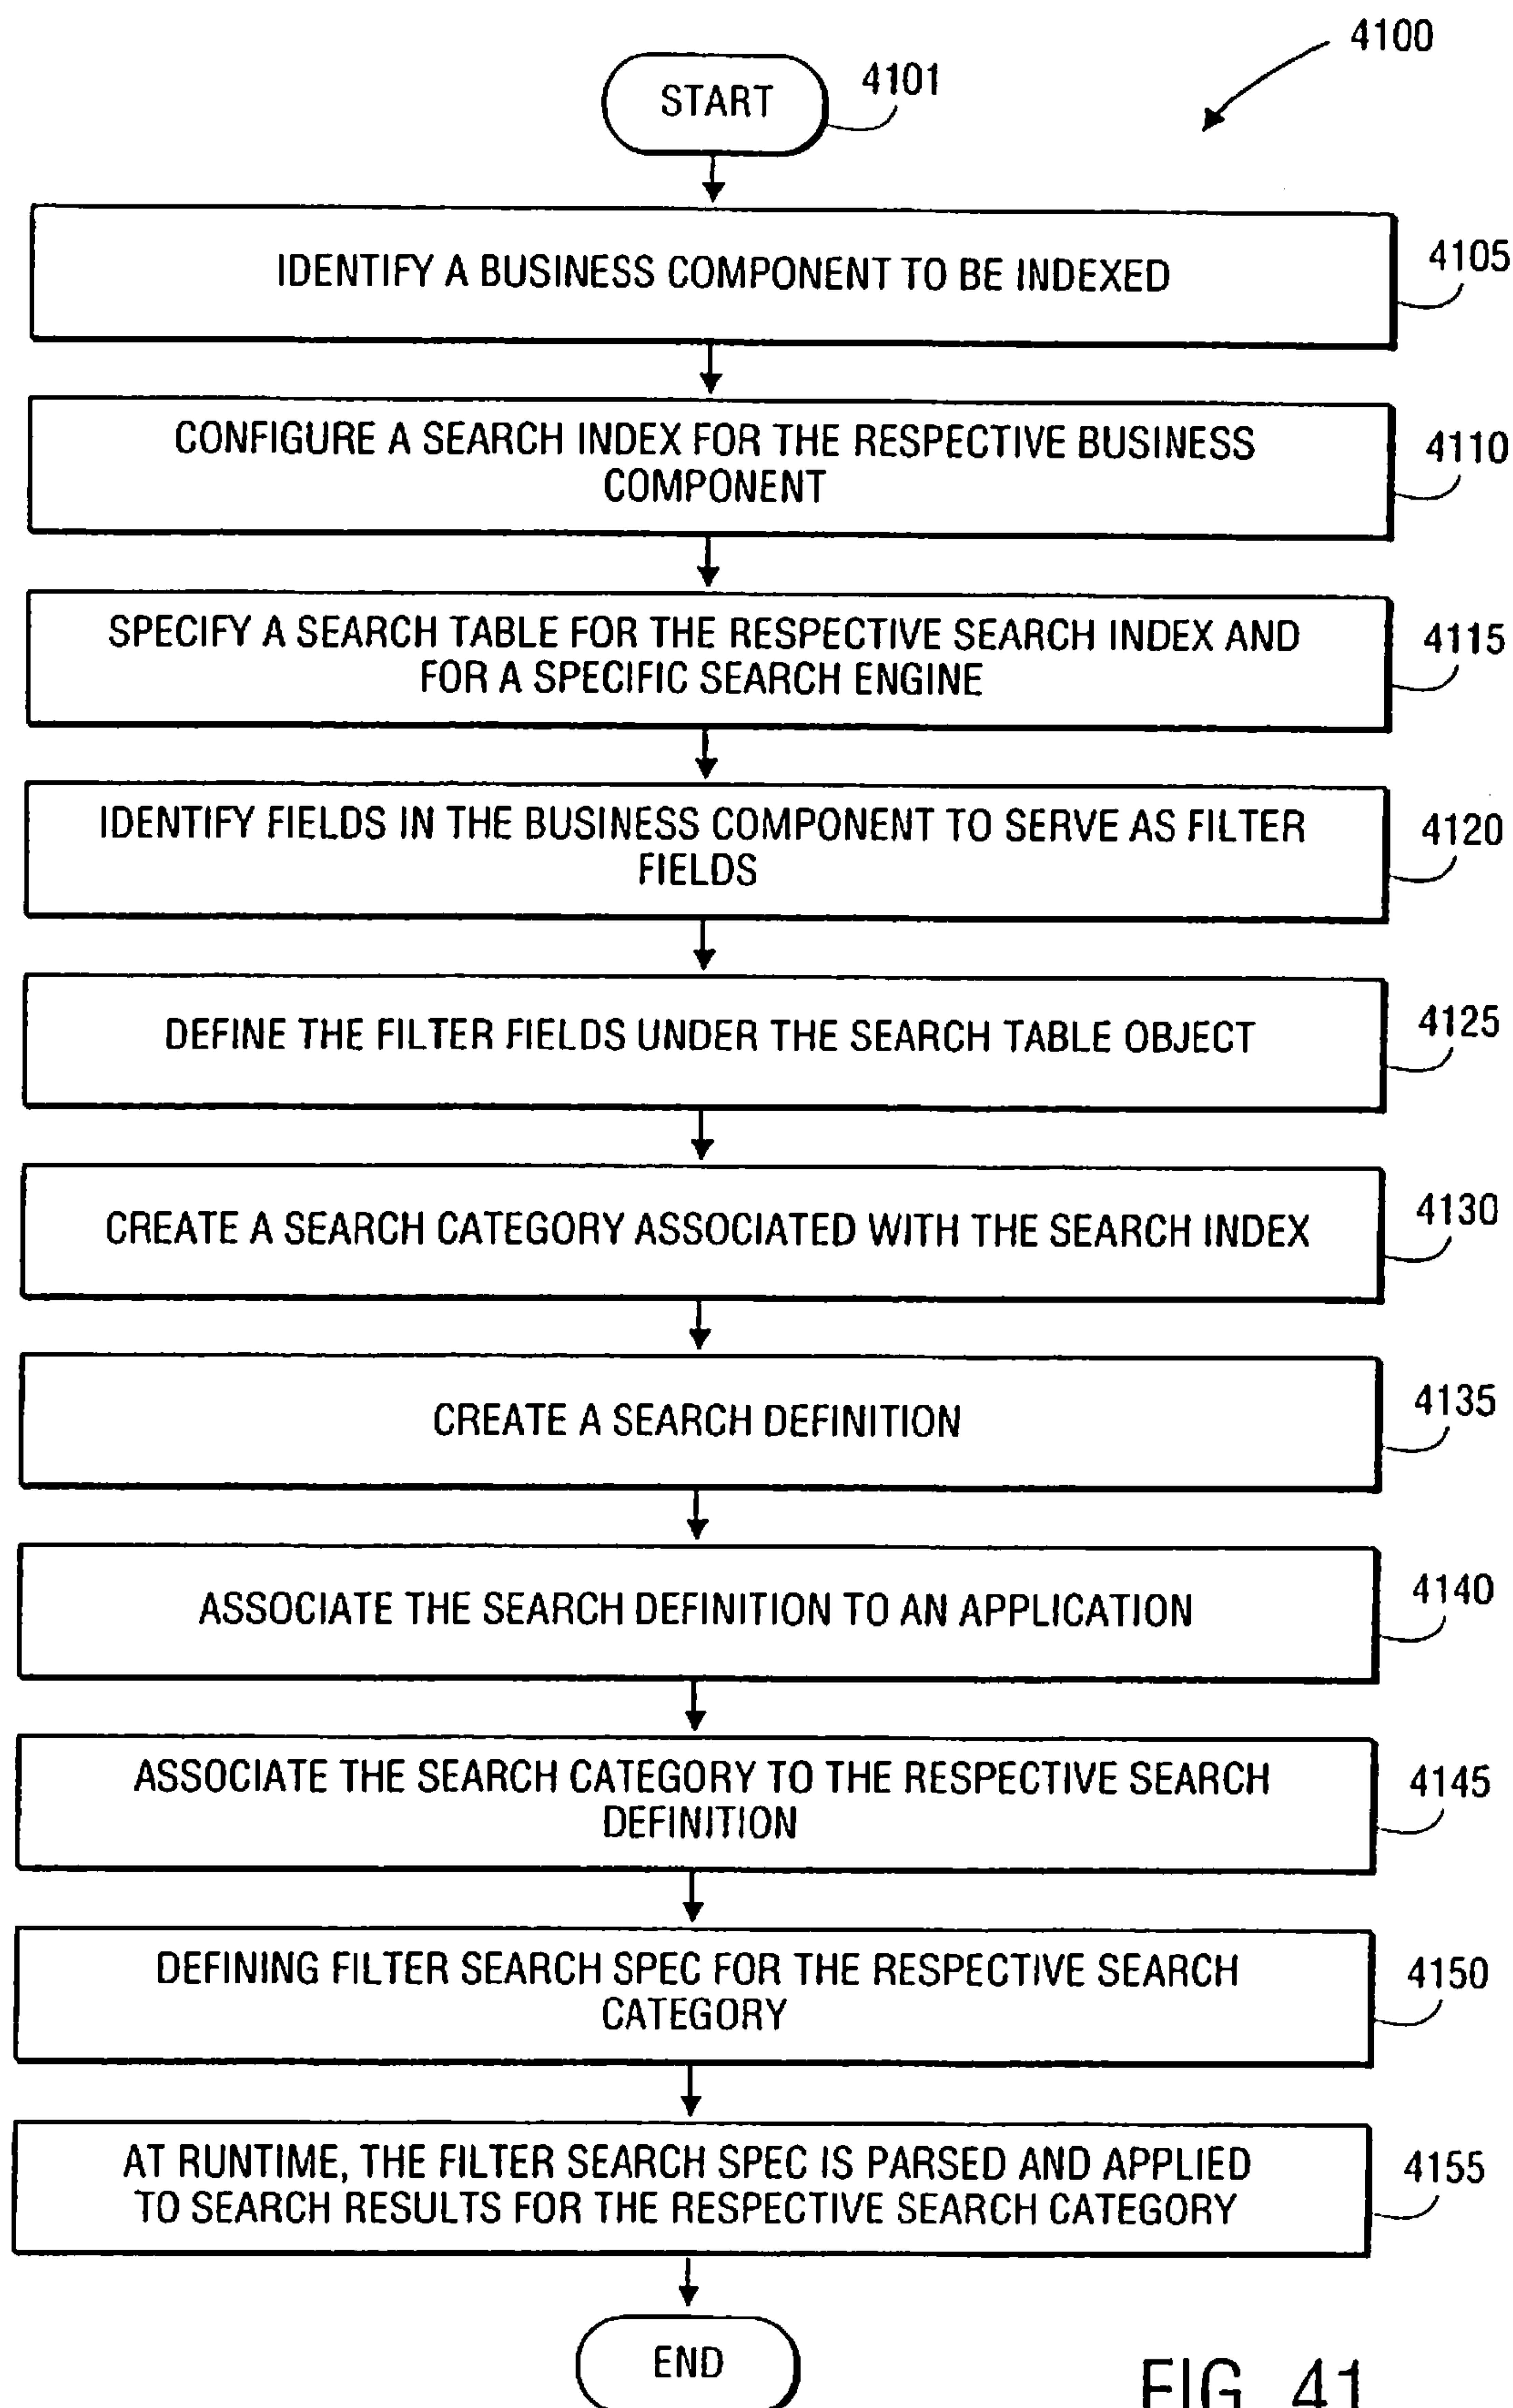 4100
START
4101
IDENTIFY A BUSINESS COMPONENT TO BE INDEXED
4105
CONFIGURE A SEARCH INDEX FOR THE RESPECTIVE BUSINESS
COMPONENT
4110
SPECIFY A SEARCH TABLE FOR THE RESPECTIVE SEARCH INDEX AND
FOR A SPECIFIC SEARCH ENGINE
4115
IDENTIFY FIELDS IN THE BUSINESS COMPONENT TO SERVE AS FILTER
FIELDS
4120
DEFINE THE FILTER FIELDS UNDER THE SEARCH TABLE OBJECT
4125
CREATE A SEARCH CATEGORY ASSOCIATED WITH THE SEARCH INDEX
4130
CREATE A SEARCH DEFINITION
4135
ASSOCIATE THE SEARCH DEFINITION TO AN APPLICATION
4140
ASSOCIATE THE SEARCH CATEGORY TO THE RESPECTIVE SEARCH
DEFINITION
4145
DEFINING FILTER SEARCH SPEC FOR THE RESPECTIVE SEARCH
CATEGORY
4150
AT RUNTIME, THE FILTER SEARCH SPEC IS PARSED AND APPLIED
TO SEARCH RESULTS FOR THE RESPECTIVE SEARCH CATEGORY
4155
END
FIG. 41